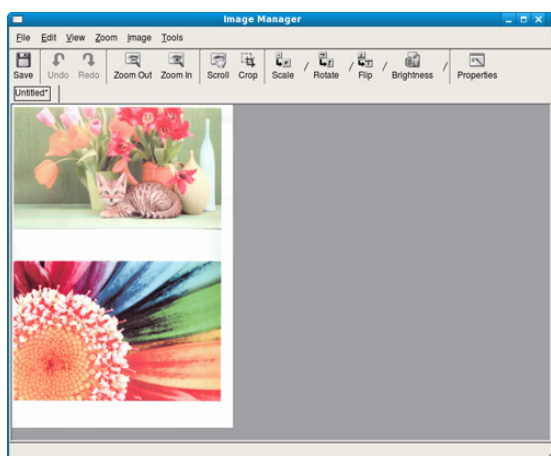 Image Manager
File Edit View Zoom Image Tools
Save Undo Redo Zoom Out Zoom In Scroll Crop Scale / Rotate / Flip / Brightness / Properties
Untitled*